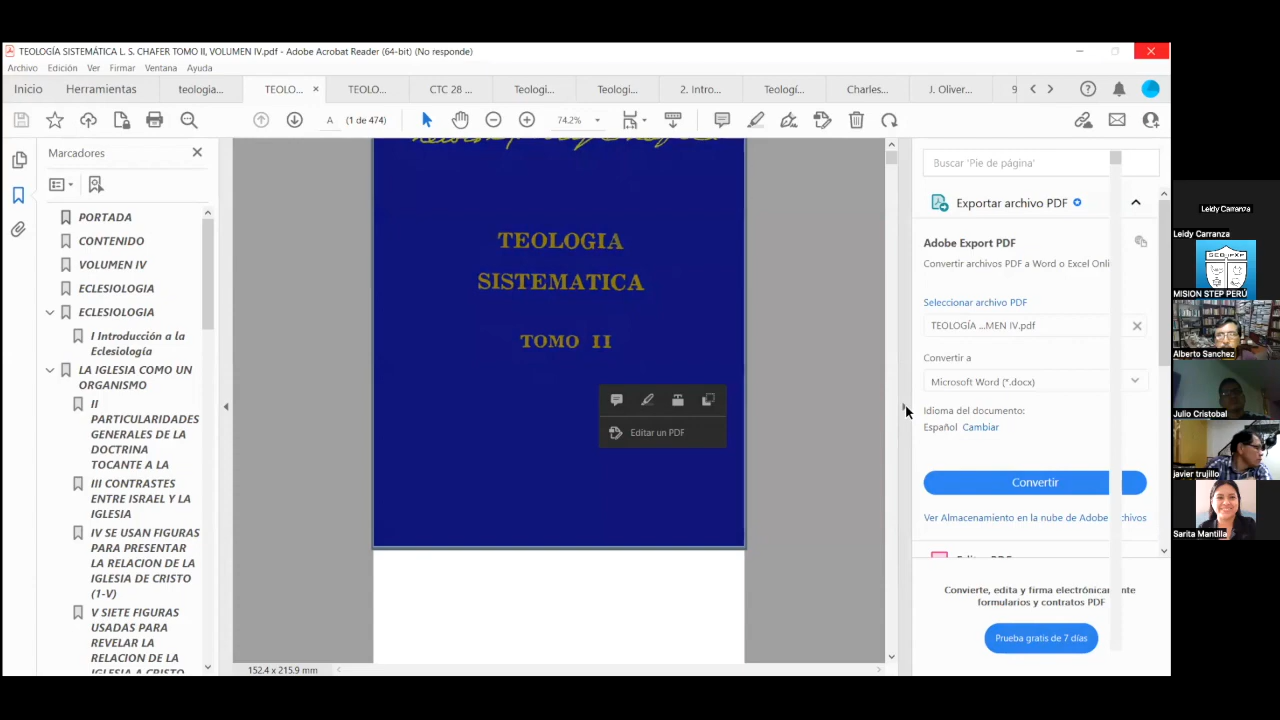 TEOLOGÍA SISTEMÁTICA L. S. CHAFER TOMO II, VOLUMEN IV.pdf - Adobe Acrobat Reader (64-bit) (No responde)
Archivo Edición Ver Firmar Ventana Ayuda
Inicio Herramientas teologia... TEOLO... TEOLO... CTC 28 ... Teologi... Teologi... 2. Intro... Teologí... Charles... J. Oliver... 9
A (1 de 474) 74.2%
Marcadores
PORTADA
CONTENIDO
VOLUMEN IV
ECLESIOLOGIA
ECLESIOLOGIA
I Introducción a la
Eclesiología
LA IGLESIA COMO UN
ORGANISMO
II
PARTICULARIDADES
GENERALES DE LA
DOCTRINA
TOCANTE A LA
III CONTRASTES
ENTRE ISRAEL Y LA
IGLESIA
IV SE USAN FIGURAS
PARA PRESENTAR
LA RELACION DE LA
IGLESIA DE CRISTO
(1-V)
V SIETE FIGURAS
USADAS PARA
REVELAR LA
RELACION DE LA
IGLESIA A CRISTO
TEOLOGIA
SISTEMATICA
TOMO II
Editar un PDF
152.4 x 215.9 mm
Buscar 'Pie de página'
Exportar archivo PDF
Adobe Export PDF
Convertir archivos PDF a Word o Excel Onli
Seleccionar archivo PDF
TEOLOGÍA ...MEN IV.pdf
Convertir a
Microsoft Word (*.docx)
Idioma del documento:
Español Cambiar
Convertir
Ver Almacenamiento en la nube de Adobe
Convierte, edita y firma
formularios y contratos PDF
Prueba gratis de 7 días
Leidy Carranza
Leidy Carranza
MISION STEP PERÚ
Alberto Sanchez
Julio Cristobal
javier trujillo
Sarita Mantilla